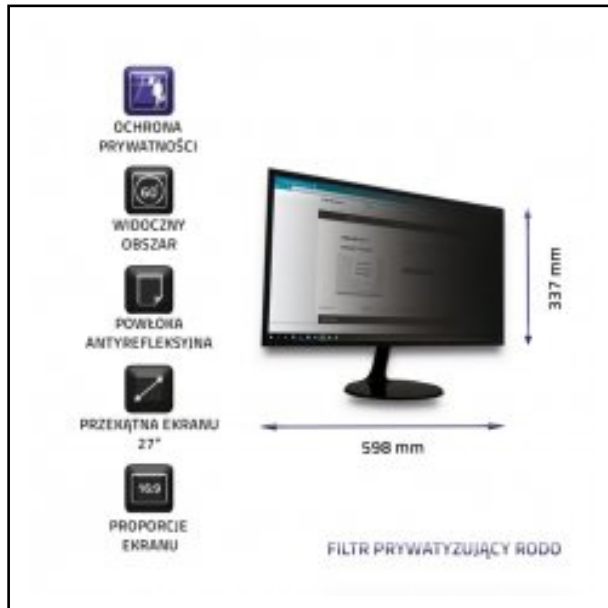 OCHRONA
PRYWATNOŚCI
60°
WIDOCZNY
OBSZAR
POWŁOKA
ANTYREFLEKSYJNA
PRZEKĄTNA EKRANU
27"
16:9
PROPORCJE
EKRANU
337 mm
598 mm
FILTR PRYWATYZUJĄCY RODO